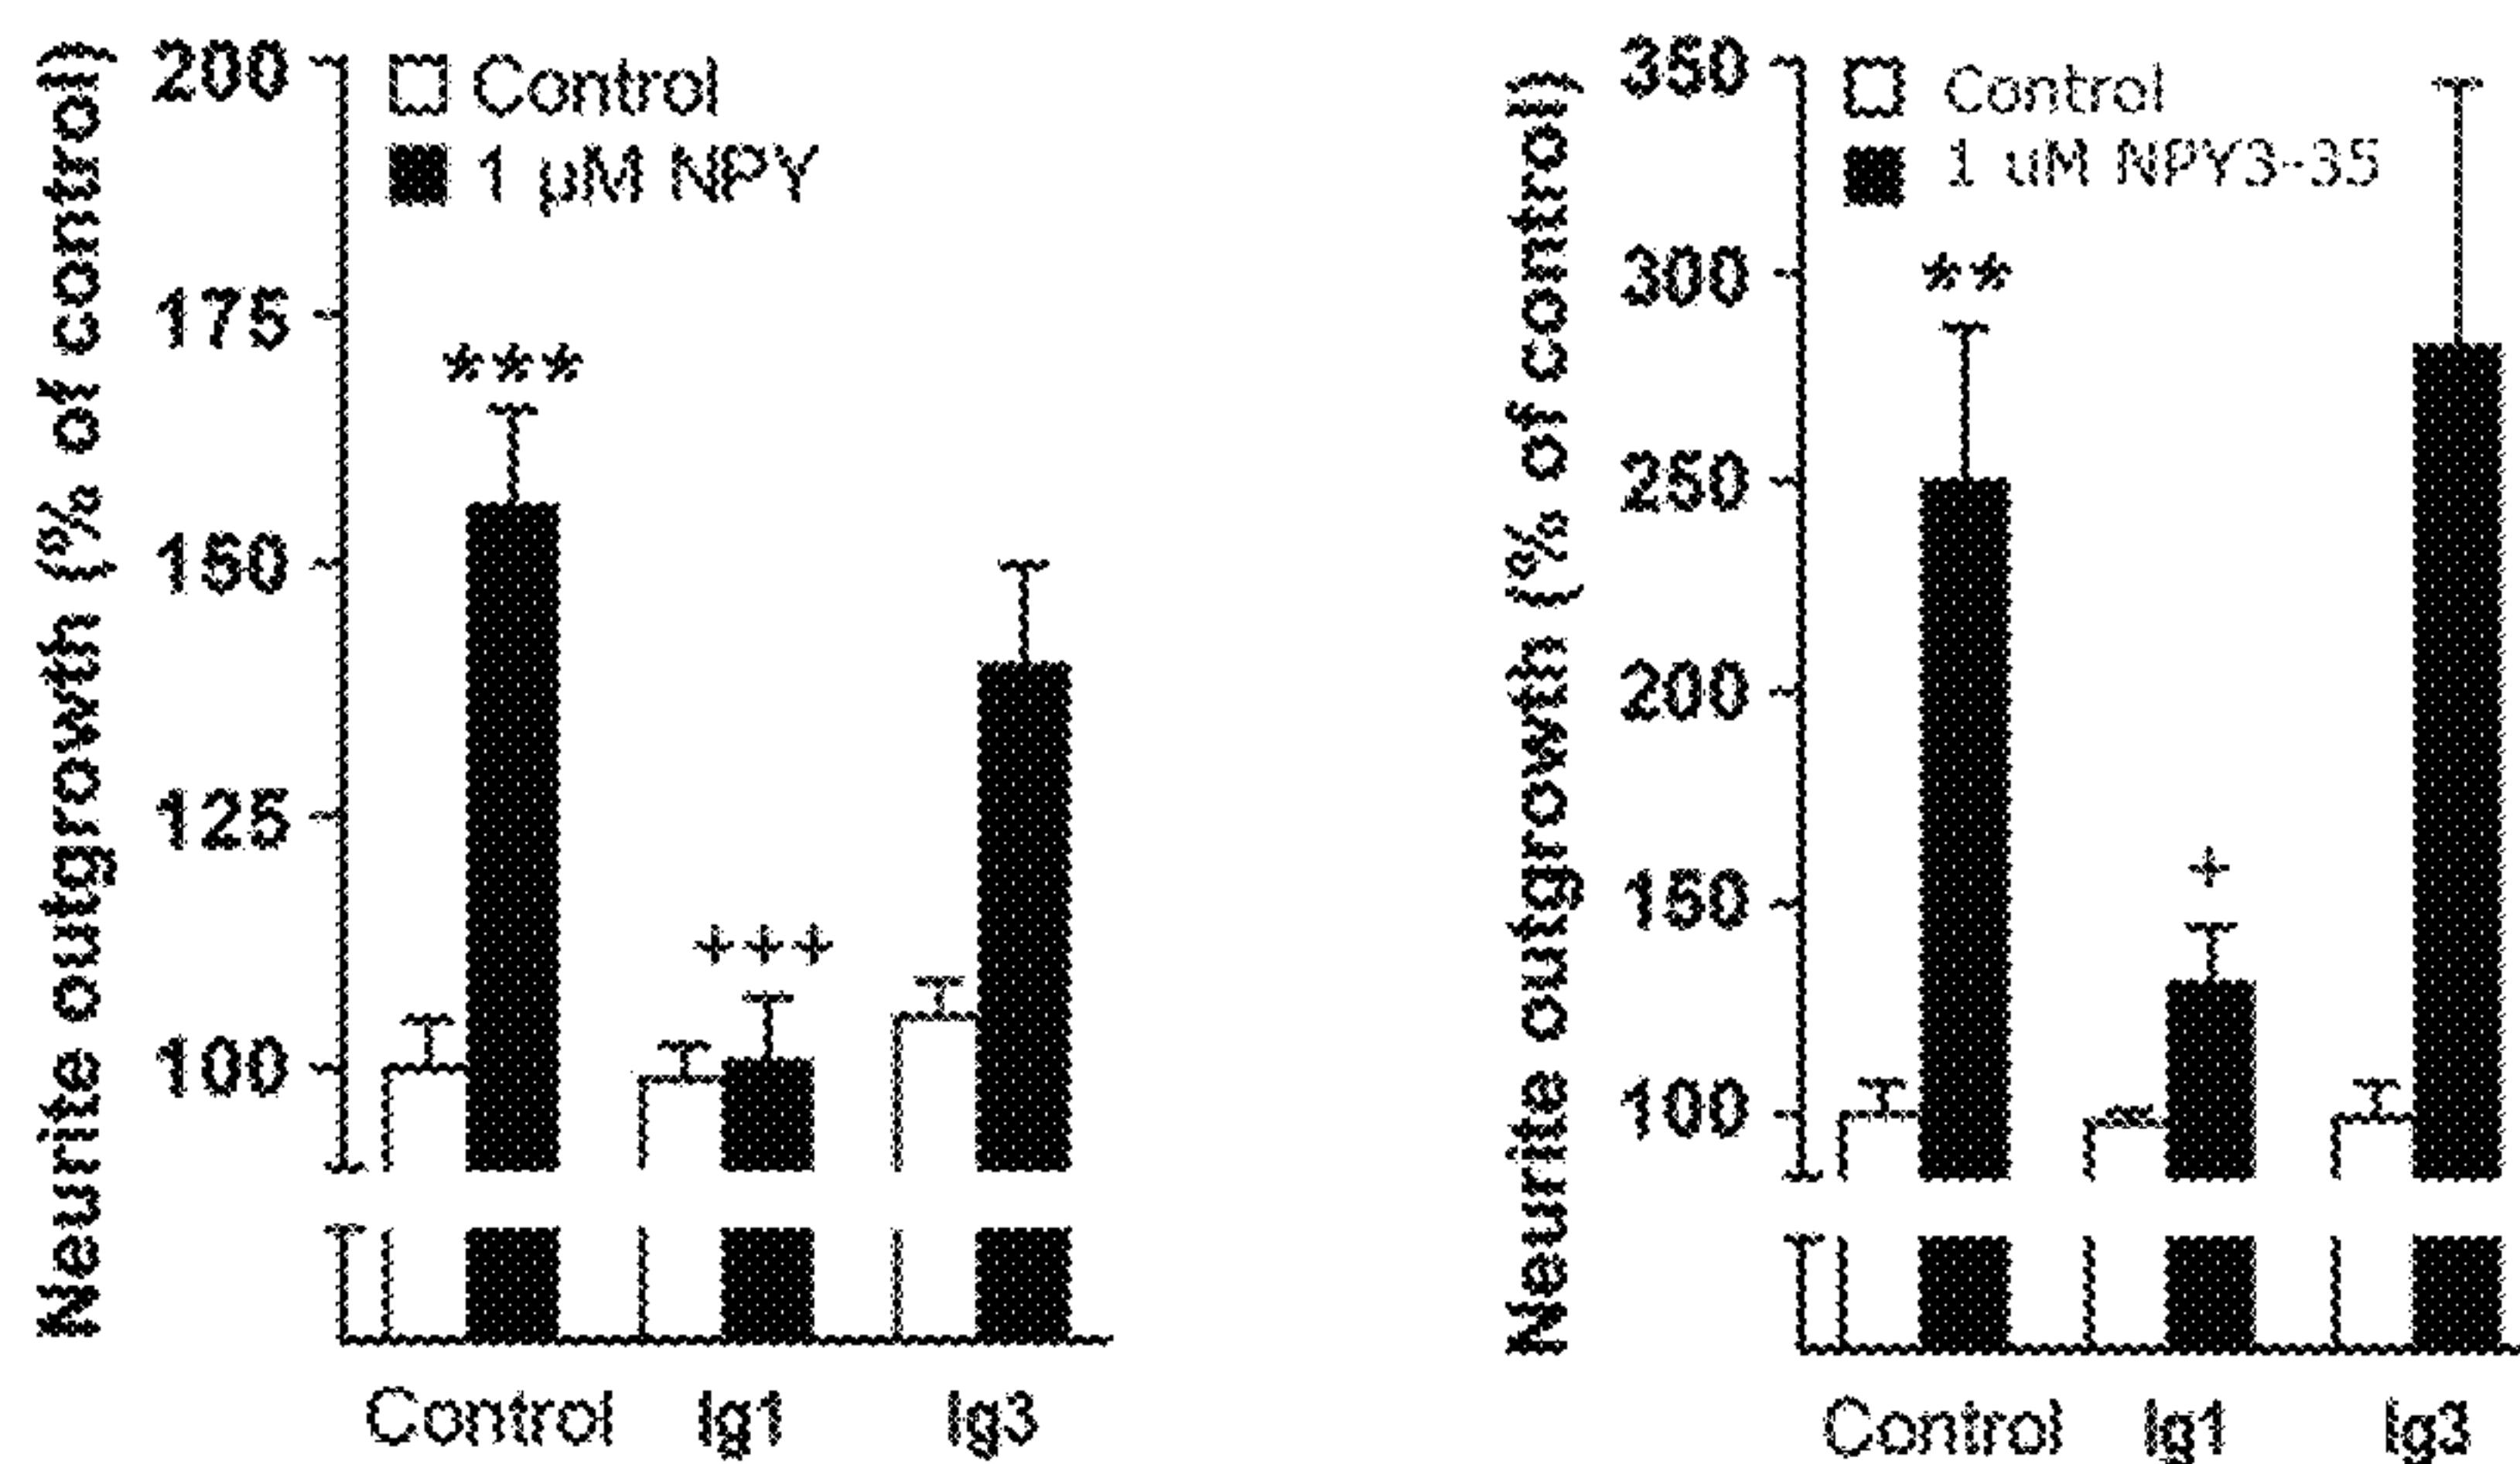 Neurite outgrowth (% of control)
200
175
150
125
100
Control
1 µM NPY
***
+++
Control Ig1 Ig3
Neurite outgrowth (% of control)
350
300
250
200
150
100
Control
1 uM NPY3-35
**
+
Control Ig1 Ig3